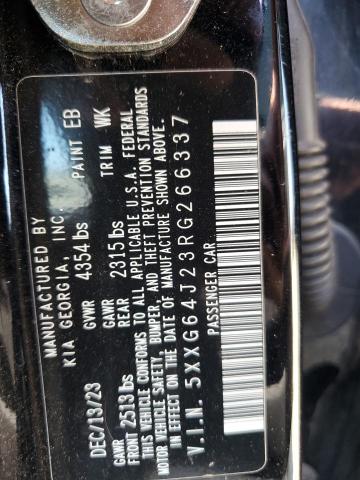 MANUFACTURED BY
KIA GEORGIA, INC.
DEC/13/23 GVWR 4354 lbs PAINT EB
GAWR FRONT 2513 lbs GAWR REAR 2315 lbs TRIM WK
THIS VEHICLE CONFORMS TO ALL APPLICABLE U.S.A. FEDERAL
MOTOR VEHICLE SAFETY, BUMPER, AND THEFT PREVENTION STANDARDS
IN EFFECT ON THE DATE OF MANUFACTURE SHOWN ABOVE.
V.I.N. 5XXG64J23RG266337
PASSENGER CAR